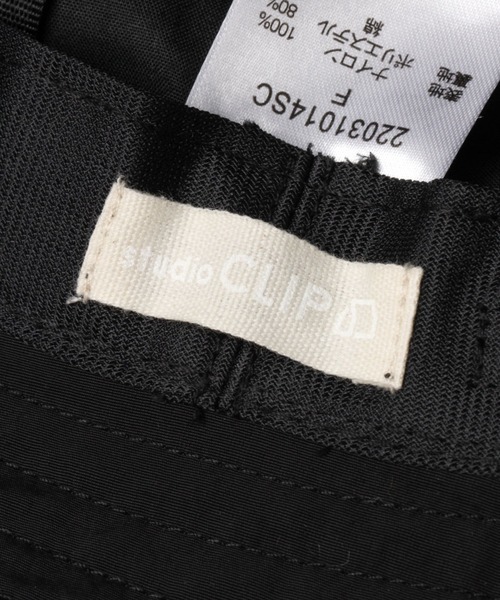 studio CLIP
22031014SC
F
表地 ナイロン 100%
裏地 ポリエステル 80%
綿